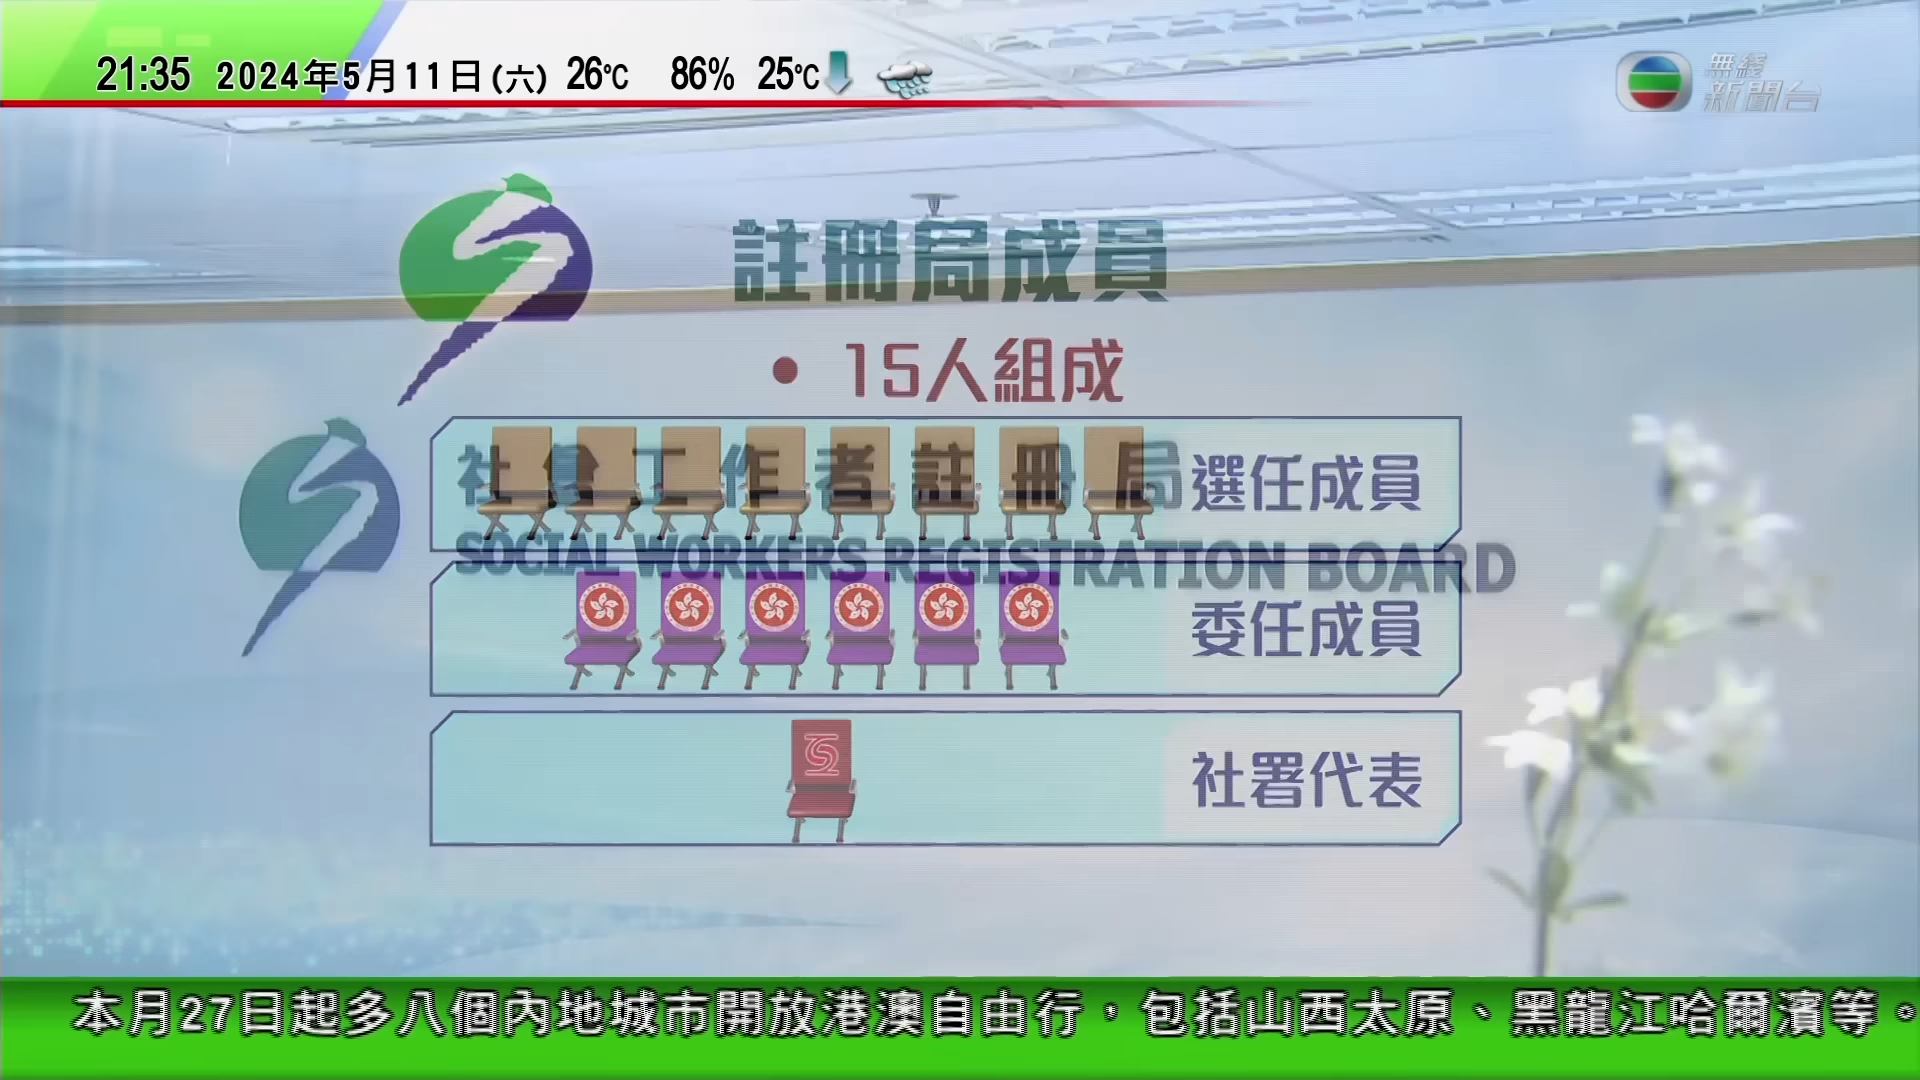 21:35 2024年5月11日(六) 26℃ 86% 25℃
無綫
新聞台
註冊局成員
• 15人組成
社會工作者註冊局
選任成員
SOCIAL WORKERS REGISTRATION BOARD
委任成員
社署代表
本月27日起多八個內地城市開放港澳自由行，包括山西太原、黑龍江哈爾濱等。